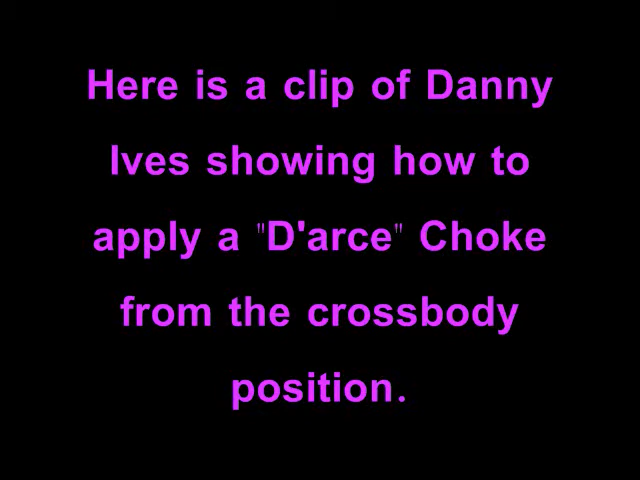 Here is a clip of Danny
Ives showing how to
apply a "D'arce" Choke
from the crossbody
position.